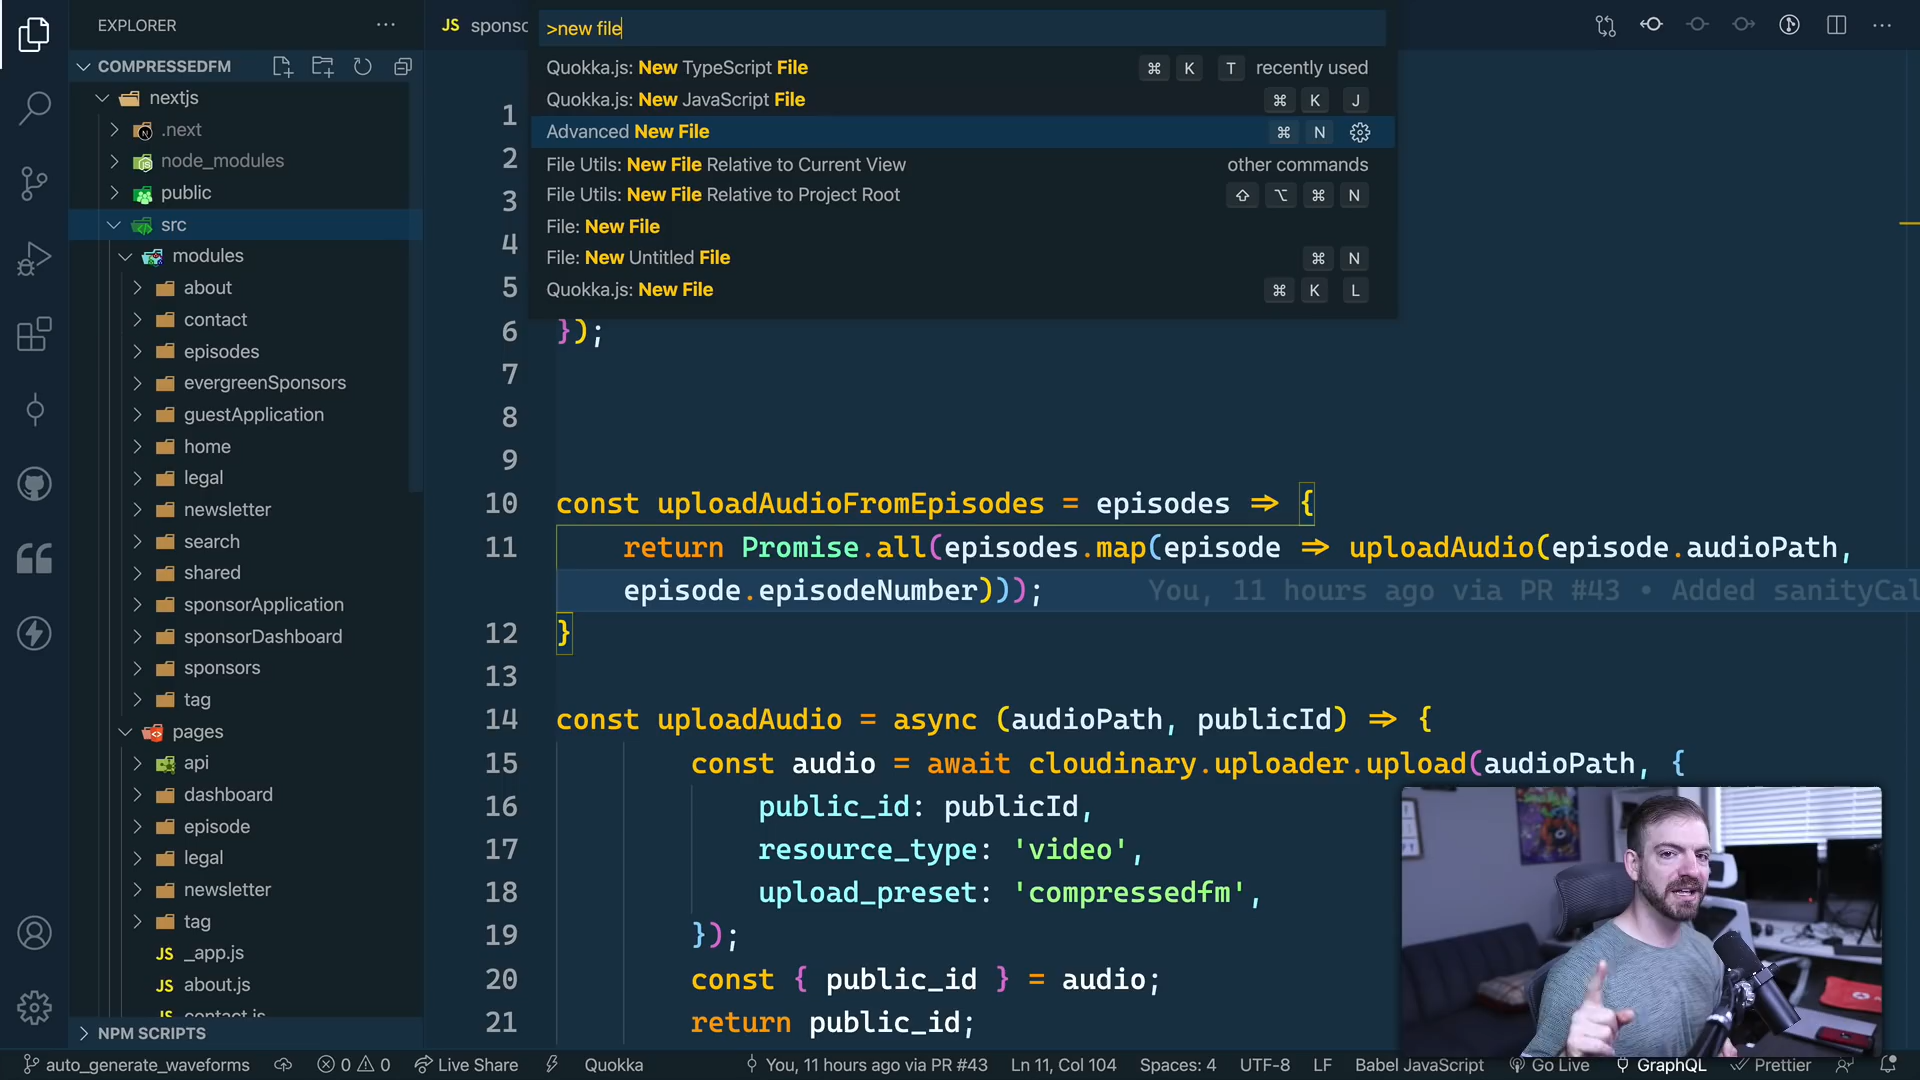 EXPLORER
COMPRESSEDFM
nextjs
.next
node_modules
public
src
modules
about
contact
episodes
evergreenSponsors
guestApplication
home
legal
newsletter
search
shared
sponsorApplication
sponsorDashboard
sponsors
tag
pages
api
dashboard
episode
legal
newsletter
tag
JS _app.js
JS about.js
contact.js
NPM SCRIPTS
JS sponso
>new file
Quokka.js: New TypeScript File ⌘ K T recently used
Quokka.js: New JavaScript File ⌘ K J
Advanced New File ⌘ N
File Utils: New File Relative to Current View other commands
File Utils: New File Relative to Project Root ⇧ ⌥ ⌘ N
File: New File
File: New Untitled File ⌘ N
Quokka.js: New File ⌘ K L
1
2
3
4
5
6 });
7
8
9
10 const uploadAudioFromEpisodes = episodes => {
11 return Promise.all(episodes.map(episode => uploadAudio(episode.audioPath,
episode.episodeNumber))); You, 11 hours ago via PR #43 • Added sanityCal
12 }
13
14 const uploadAudio = async (audioPath, publicId) => {
15 const audio = await cloudinary.uploader.upload(audioPath, {
16 public_id: publicId,
17 resource_type: 'video',
18 upload_preset: 'compressedfm',
19 });
20 const { public_id } = audio;
21 return public_id;
auto_generate_waveforms 0 0 Live Share Quokka You, 11 hours ago via PR #43 Ln 11, Col 104 Spaces: 4 UTF-8 LF Babel JavaScript Go Live GraphQL Prettier